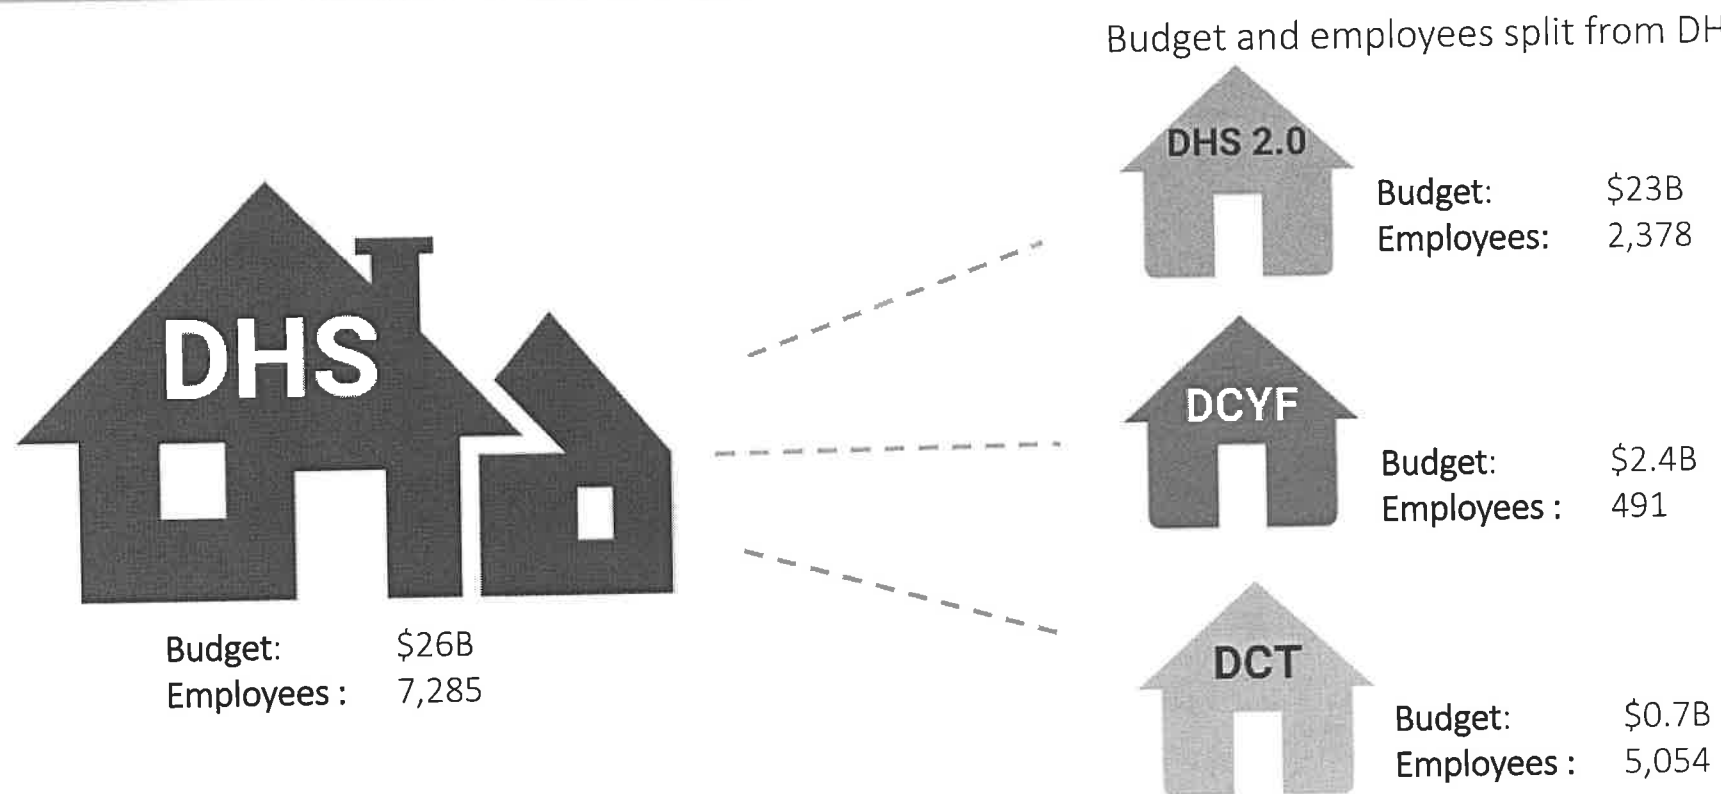 Budget and employees split from DH
DHS 2.0
Budget: $23B
Employees: 2,378
DHS
DCYF
Budget: $2.4B
Employees : 491
Budget: $26B
Employees : 7,285
DCT
Budget: $0.7B
Employees : 5,054